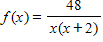 f(x) = 48 / x(x+2)